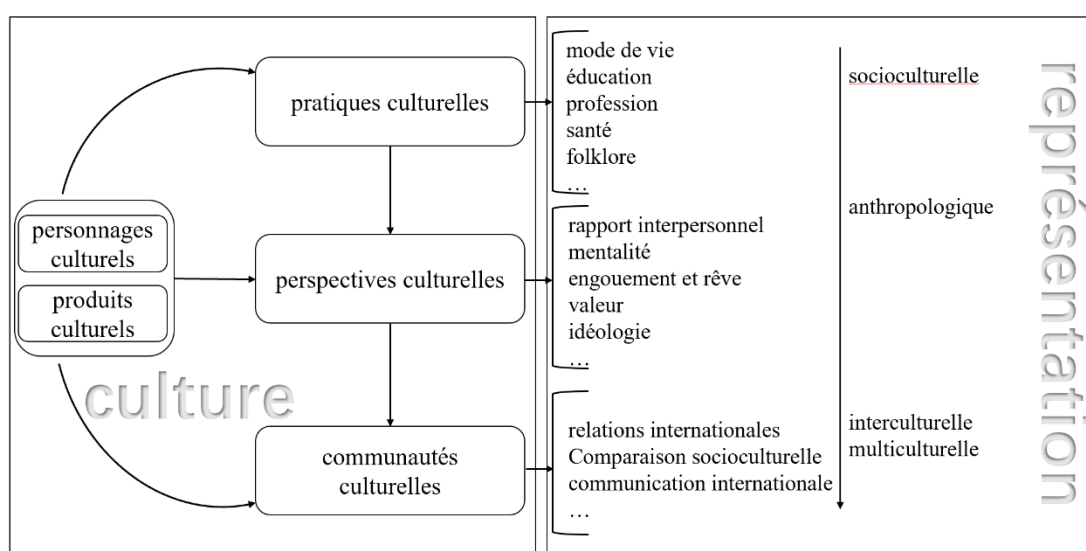 personnages
culturels
produits
culturels
culture
pratiques culturelles
perspectives culturelles
communautés
culturelles
mode de vie
éducation
profession
santé
folklore
…
rapport interpersonnel
mentalité
engouement et rêve
valeur
idéologie
…
relations internationales
Comparaison socioculturelle
communication internationale
…
socioculturelle
anthropologique
interculturelle
multiculturelle
représentation